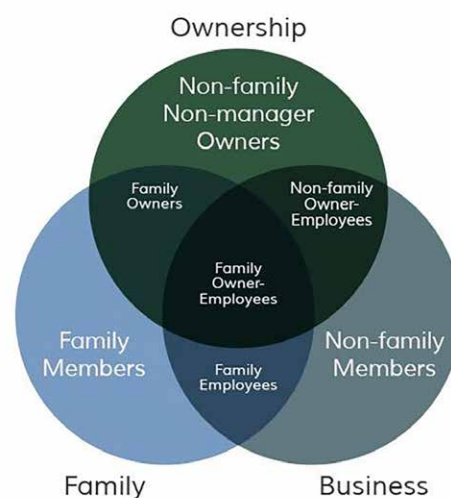 Ownership
Non-family
Non-manager
Owners
Family
Owners
Non-family
Owner-
Employees
Family
Owner-
Employees
Family
Members
Non-family
Members
Family
Employees
Family
Business